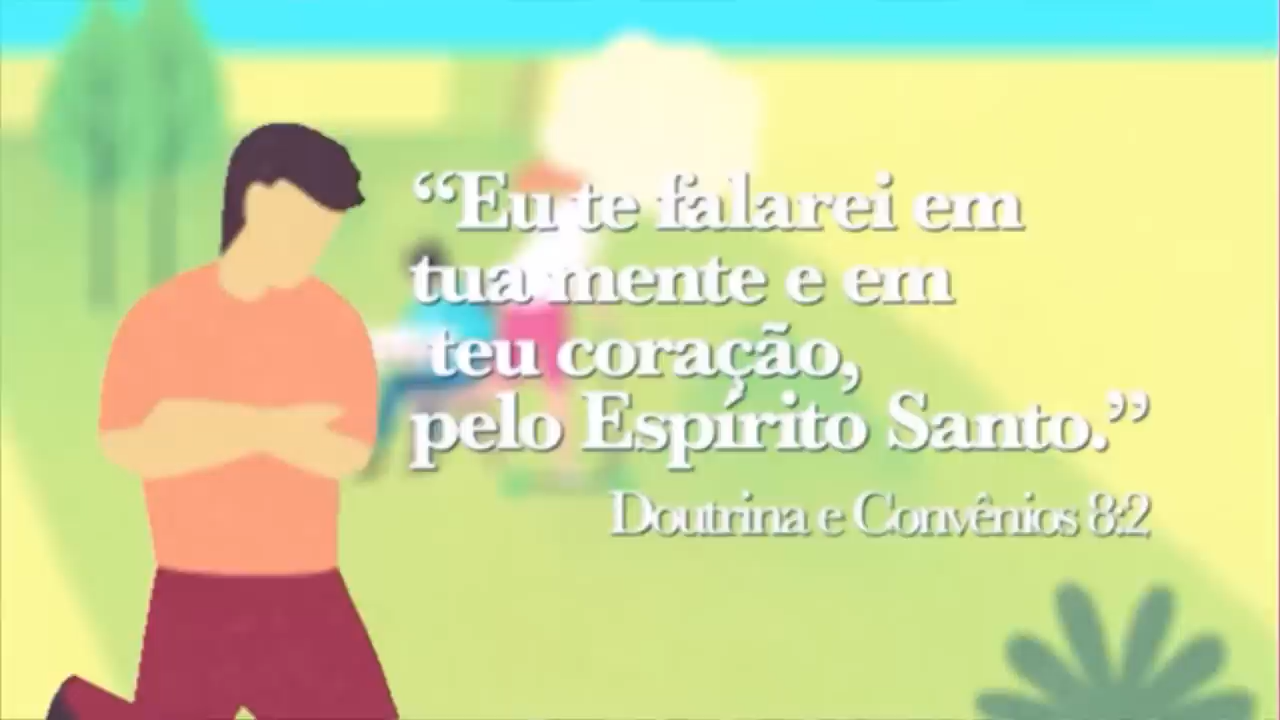 “Eu te falarei em
tua mente e em
teu coração,
pelo Espírito Santo.”
Doutrina e Convênios 8:2